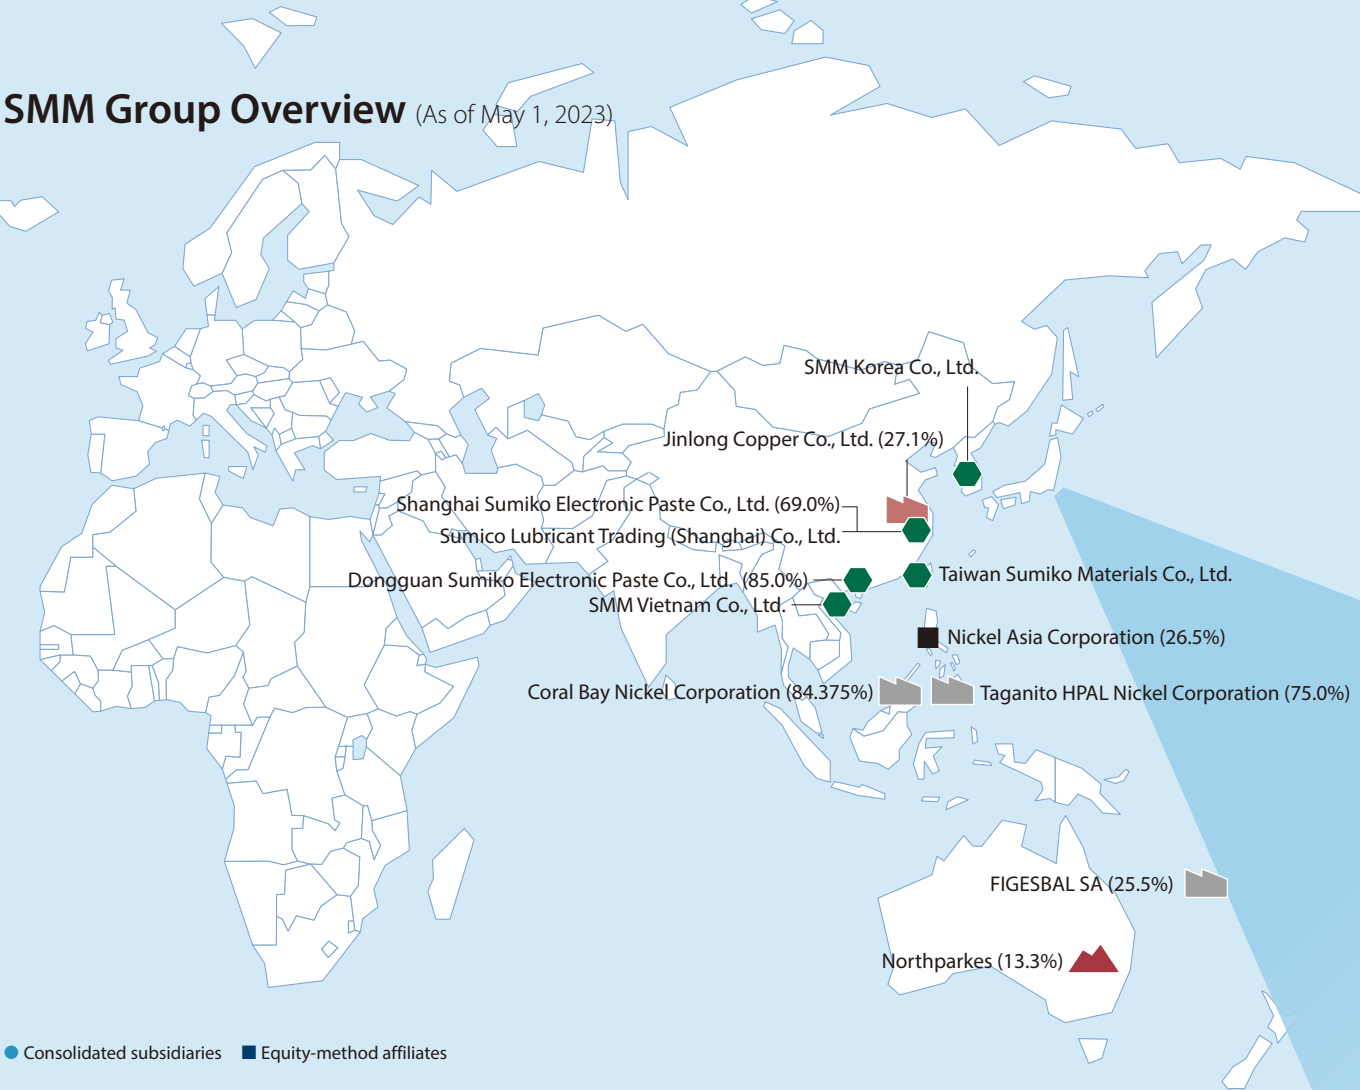 SMM Group Overview (As of May 1, 2023)
SMM Korea Co., Ltd.
Jinlong Copper Co., Ltd. (27.1%)
Shanghai Sumiko Electronic Paste Co., Ltd. (69.0%)
Sumico Lubricant Trading (Shanghai) Co., Ltd.
Dongguan Sumiko Electronic Paste Co., Ltd. (85.0%)
Taiwan Sumiko Materials Co., Ltd.
SMM Vietnam Co., Ltd.
Nickel Asia Corporation (26.5%)
Coral Bay Nickel Corporation (84.375%)
Taganito HPAL Nickel Corporation (75.0%)
FIGESBAL SA (25.5%)
Northparkes (13.3%)
Consolidated subsidiaries
Equity-method affiliates